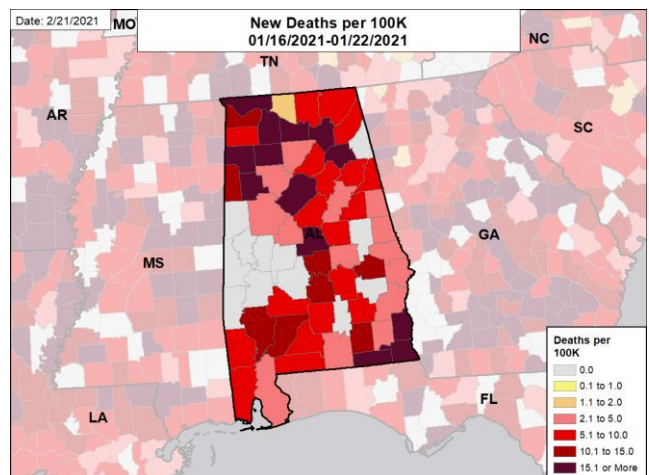 Date: 2/21/2021
MO
New Deaths per 100K
01/16/2021-01/22/2021
NC
TN
AR
SC
AL
GA
MS
LA
FL
Deaths per
100K
0.0
0.1 to 1.0
1.1 to 2.0
2.1 to 5.0
5.1 to 10.0
10.1 to 15.0
15.1 or More